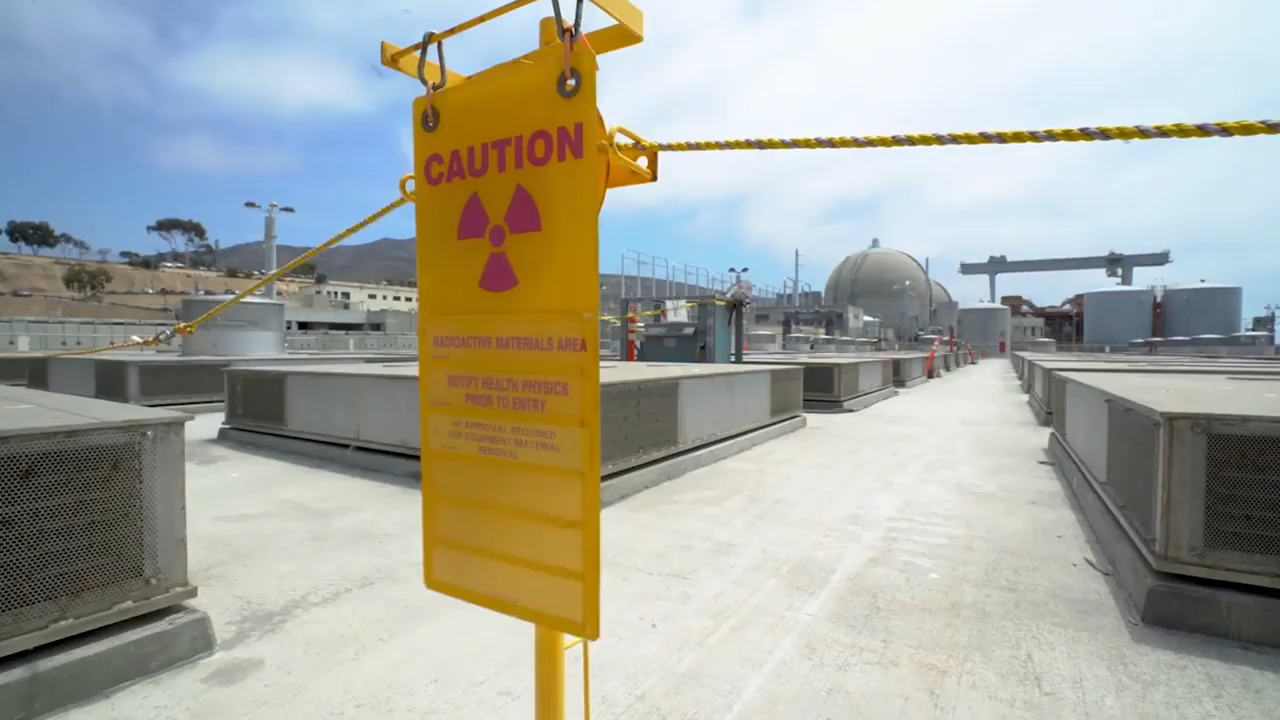 CAUTION
RADIOACTIVE MATERIALS AREA
NOTIFY HEALTH PHYSICS
PRIOR TO ENTRY
HP APPROVAL REQUIRED
FOR EQUIPMENT/MATERIAL
REMOVAL